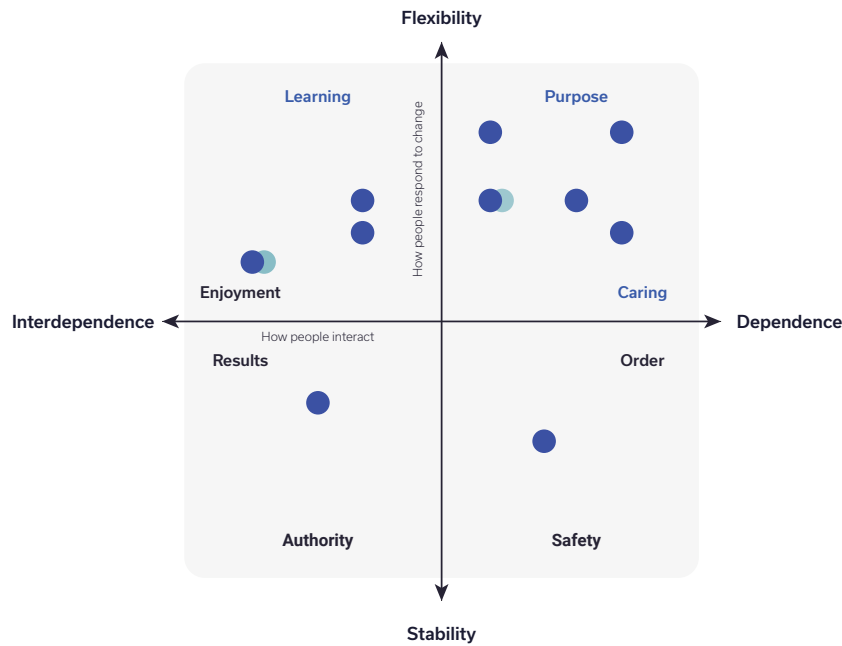 Flexibility
Learning
Purpose
How people respond to change
Enjoyment
Caring
Interdependence
Dependence
How people interact
Results
Order
Authority
Safety
Stability